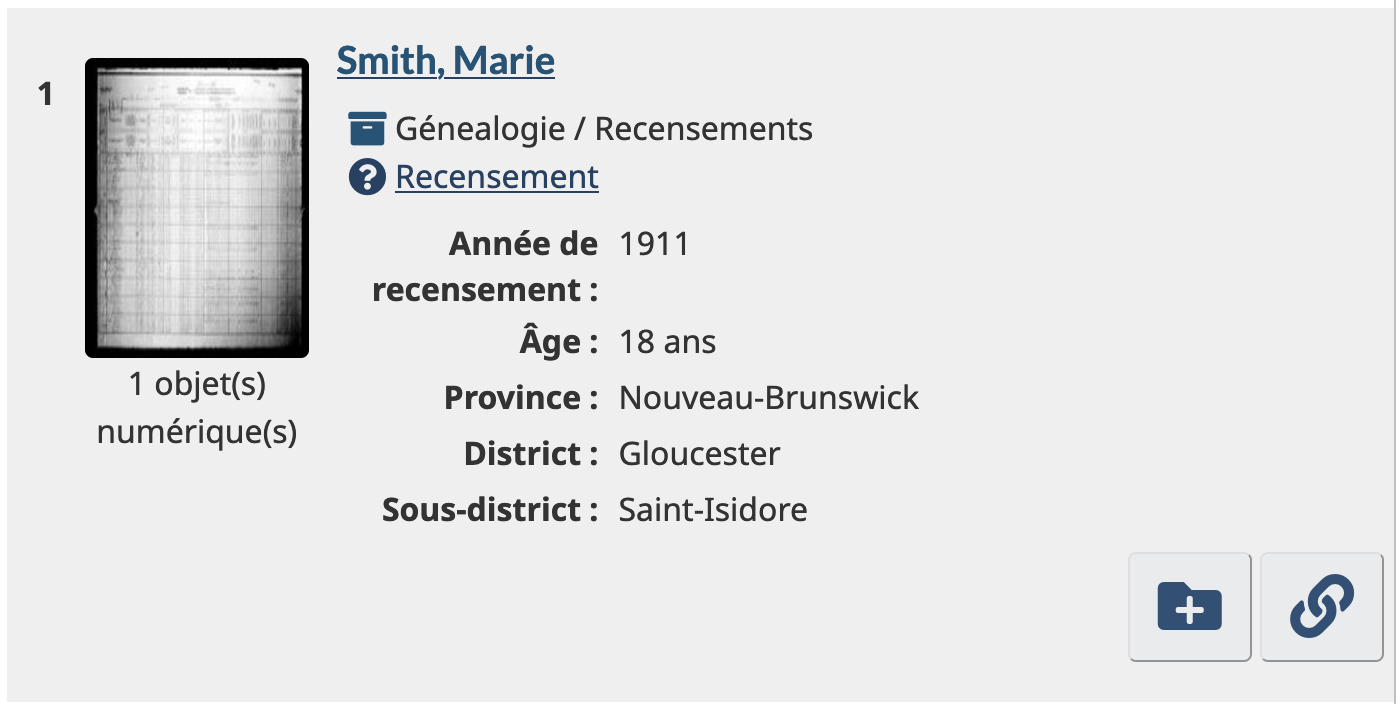 1
Smith, Marie
Génealogie / Recensements
Recensement
Année de
recensement :
1911
Âge : 18 ans
Province : Nouveau-Brunswick
District : Gloucester
Sous-district : Saint-Isidore
1 objet(s)
numérique(s)